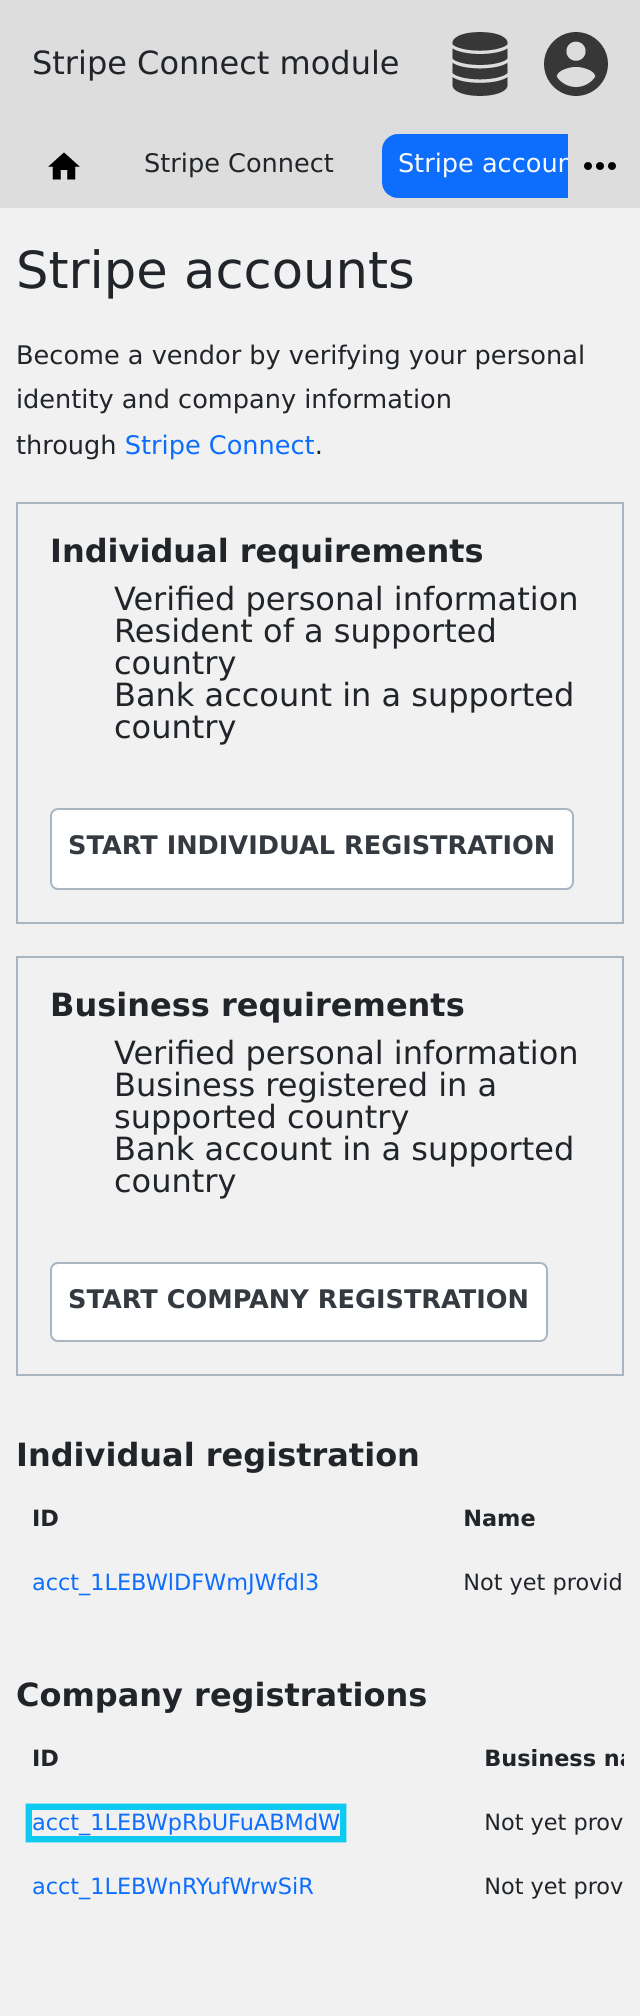 Stripe Connect module
Stripe Connect
Stripe accour
Stripe accounts
Become a vendor by verifying your personal
identity and company information
through Stripe Connect.
Individual requirements
Verified personal information
Resident of a supported
country
Bank account in a supported
country
START INDIVIDUAL REGISTRATION
Business requirements
Verified personal information
Business registered in a
supported country
Bank account in a supported
country
START COMPANY REGISTRATION
Individual registration
ID Name
acct_1LEBWlDFWmJWfdl3 Not yet provid
Company registrations
ID Business na
acct_1LEBWpRbUFuABMdW Not yet prov
acct_1LEBWnRYufWrwSiR Not yet prov